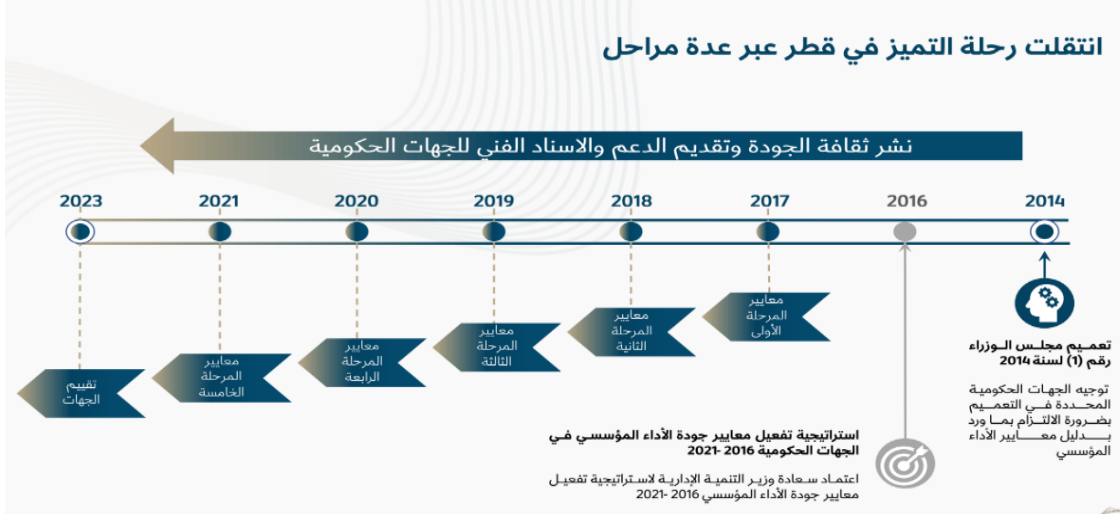 انتقلت رحلة التميز في قطر عبر عدة مراحل
نشر ثقافة الجودة وتقديم الدعم والاسناد الفني للجهات الحكومية
2014
2016
2017
2018
2019
2020
2021
2023
تعميم مجلس الوزراء
رقم (1) لسنة 2014
توجيه الجهات الحكومية
المحددة في التعميم
بضرورة الالتزام بما ورد
بدليل معايير الأداء
المؤسسي
استراتيجية تفعيل معايير جودة الأداء المؤسسي في
الجهات الحكومية 2016 -2021
اعتماد سعادة وزير التنمية الإدارية لاستراتيجية تفعيل
معايير جودة الأداء المؤسسي 2016 -2021
معايير
المرحلة
الأولى
معايير
المرحلة
الثانية
معايير
المرحلة
الثالثة
معايير
المرحلة
الرابعة
معايير
المرحلة
الخامسة
تقييم
الجهات